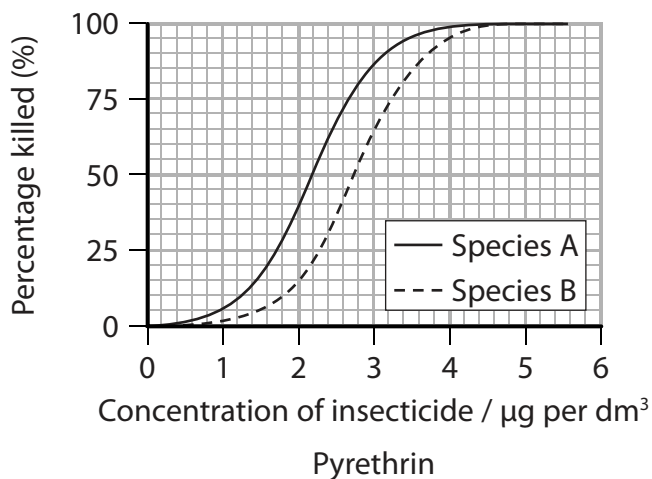 Percentage killed (%)
100
75
50
25
0
Species A
Species B
0 1 2 3 4 5 6
Concentration of insecticide / μg per dm³
Pyrethrin